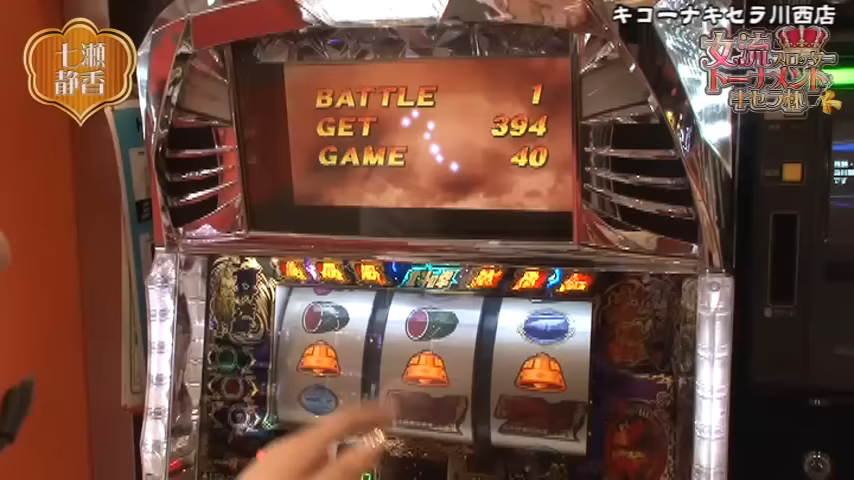 キコーナキセラ川西店
七瀬
静香
女流スロッター
トーナメント
BATTLE 1
GET 394
GAME 40